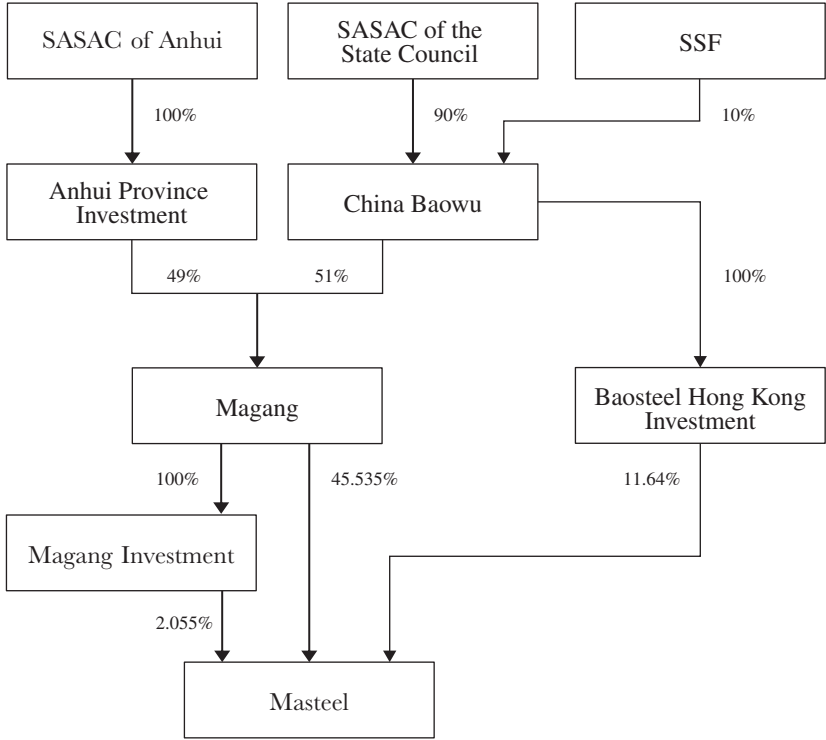 SASAC of Anhui
SASAC of the
State Council
SSF
100%
90%
10%
Anhui Province
Investment
China Baowu
49%
51%
100%
Magang
Baosteel Hong Kong
Investment
100%
45.535%
11.64%
Magang Investment
2.055%
Masteel